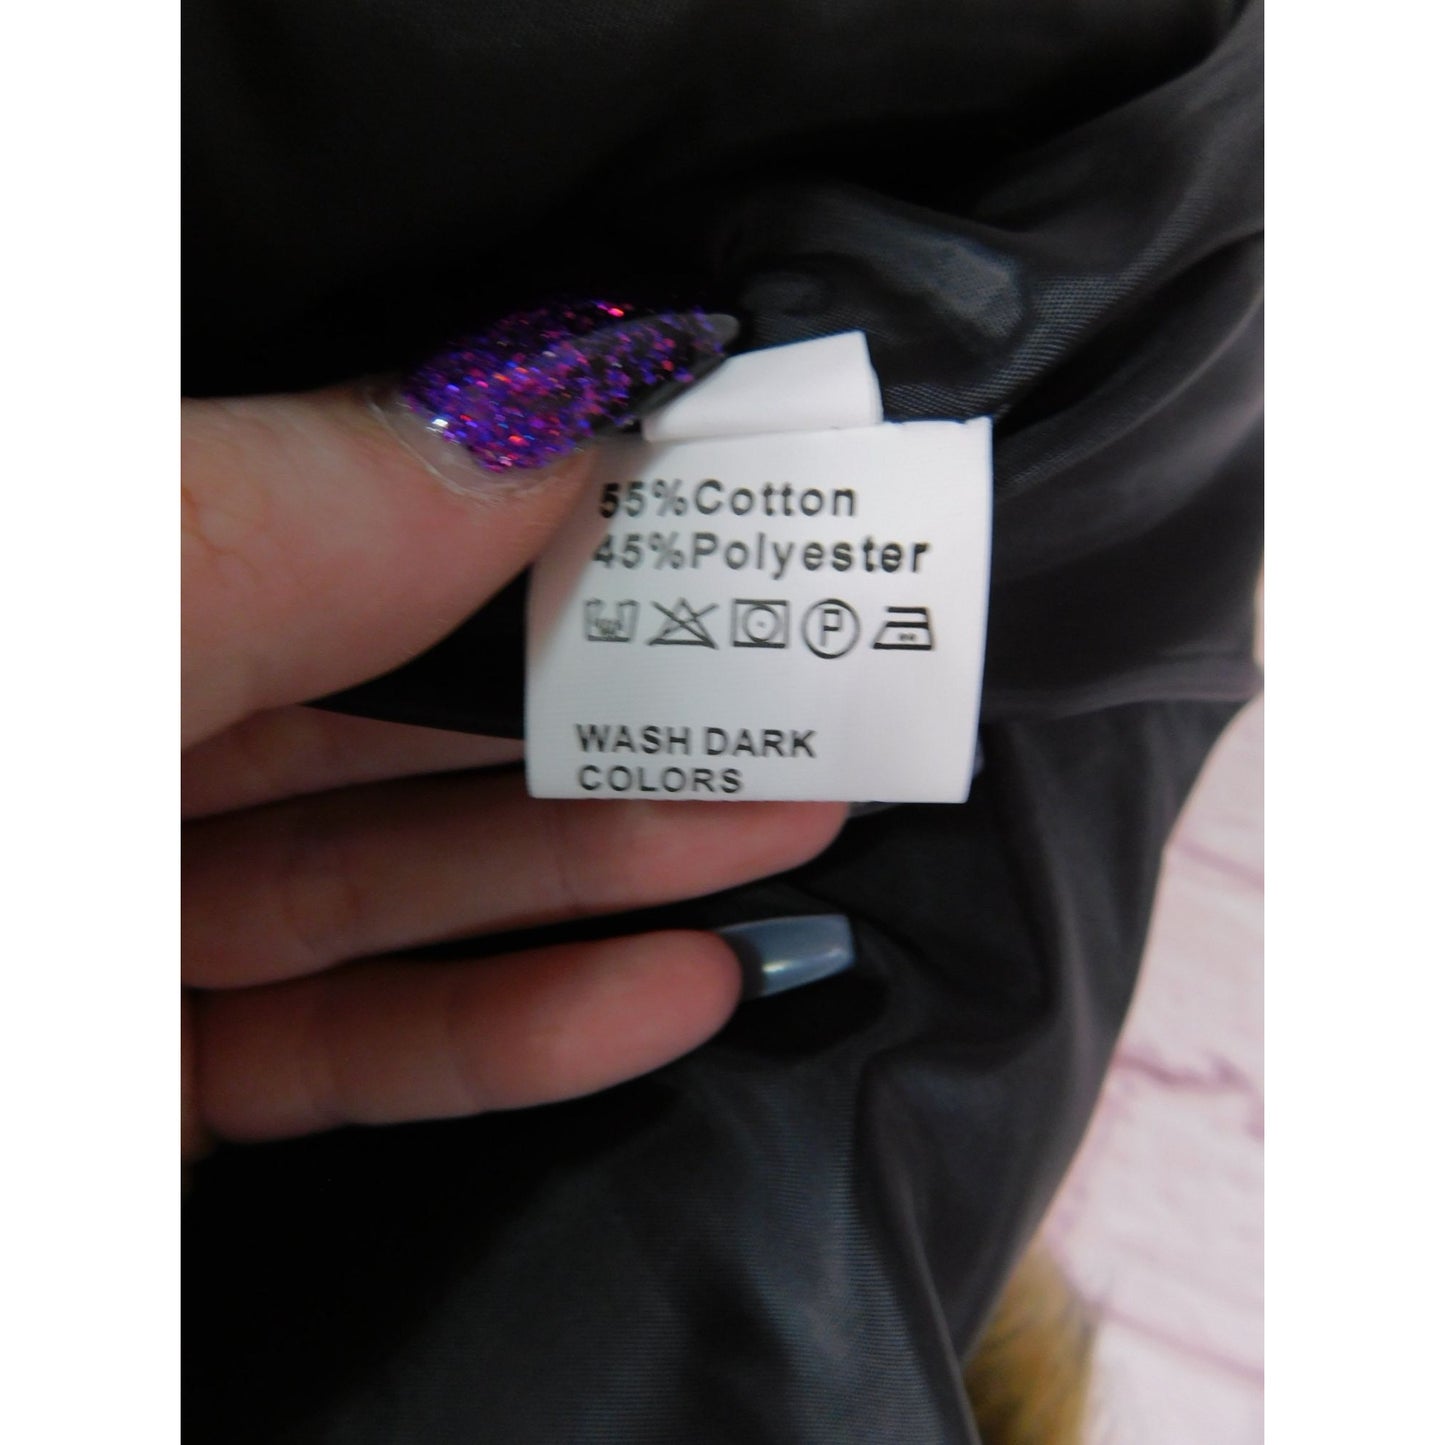 55%Cotton
45%Polyester
P
WASH DARK
COLORS